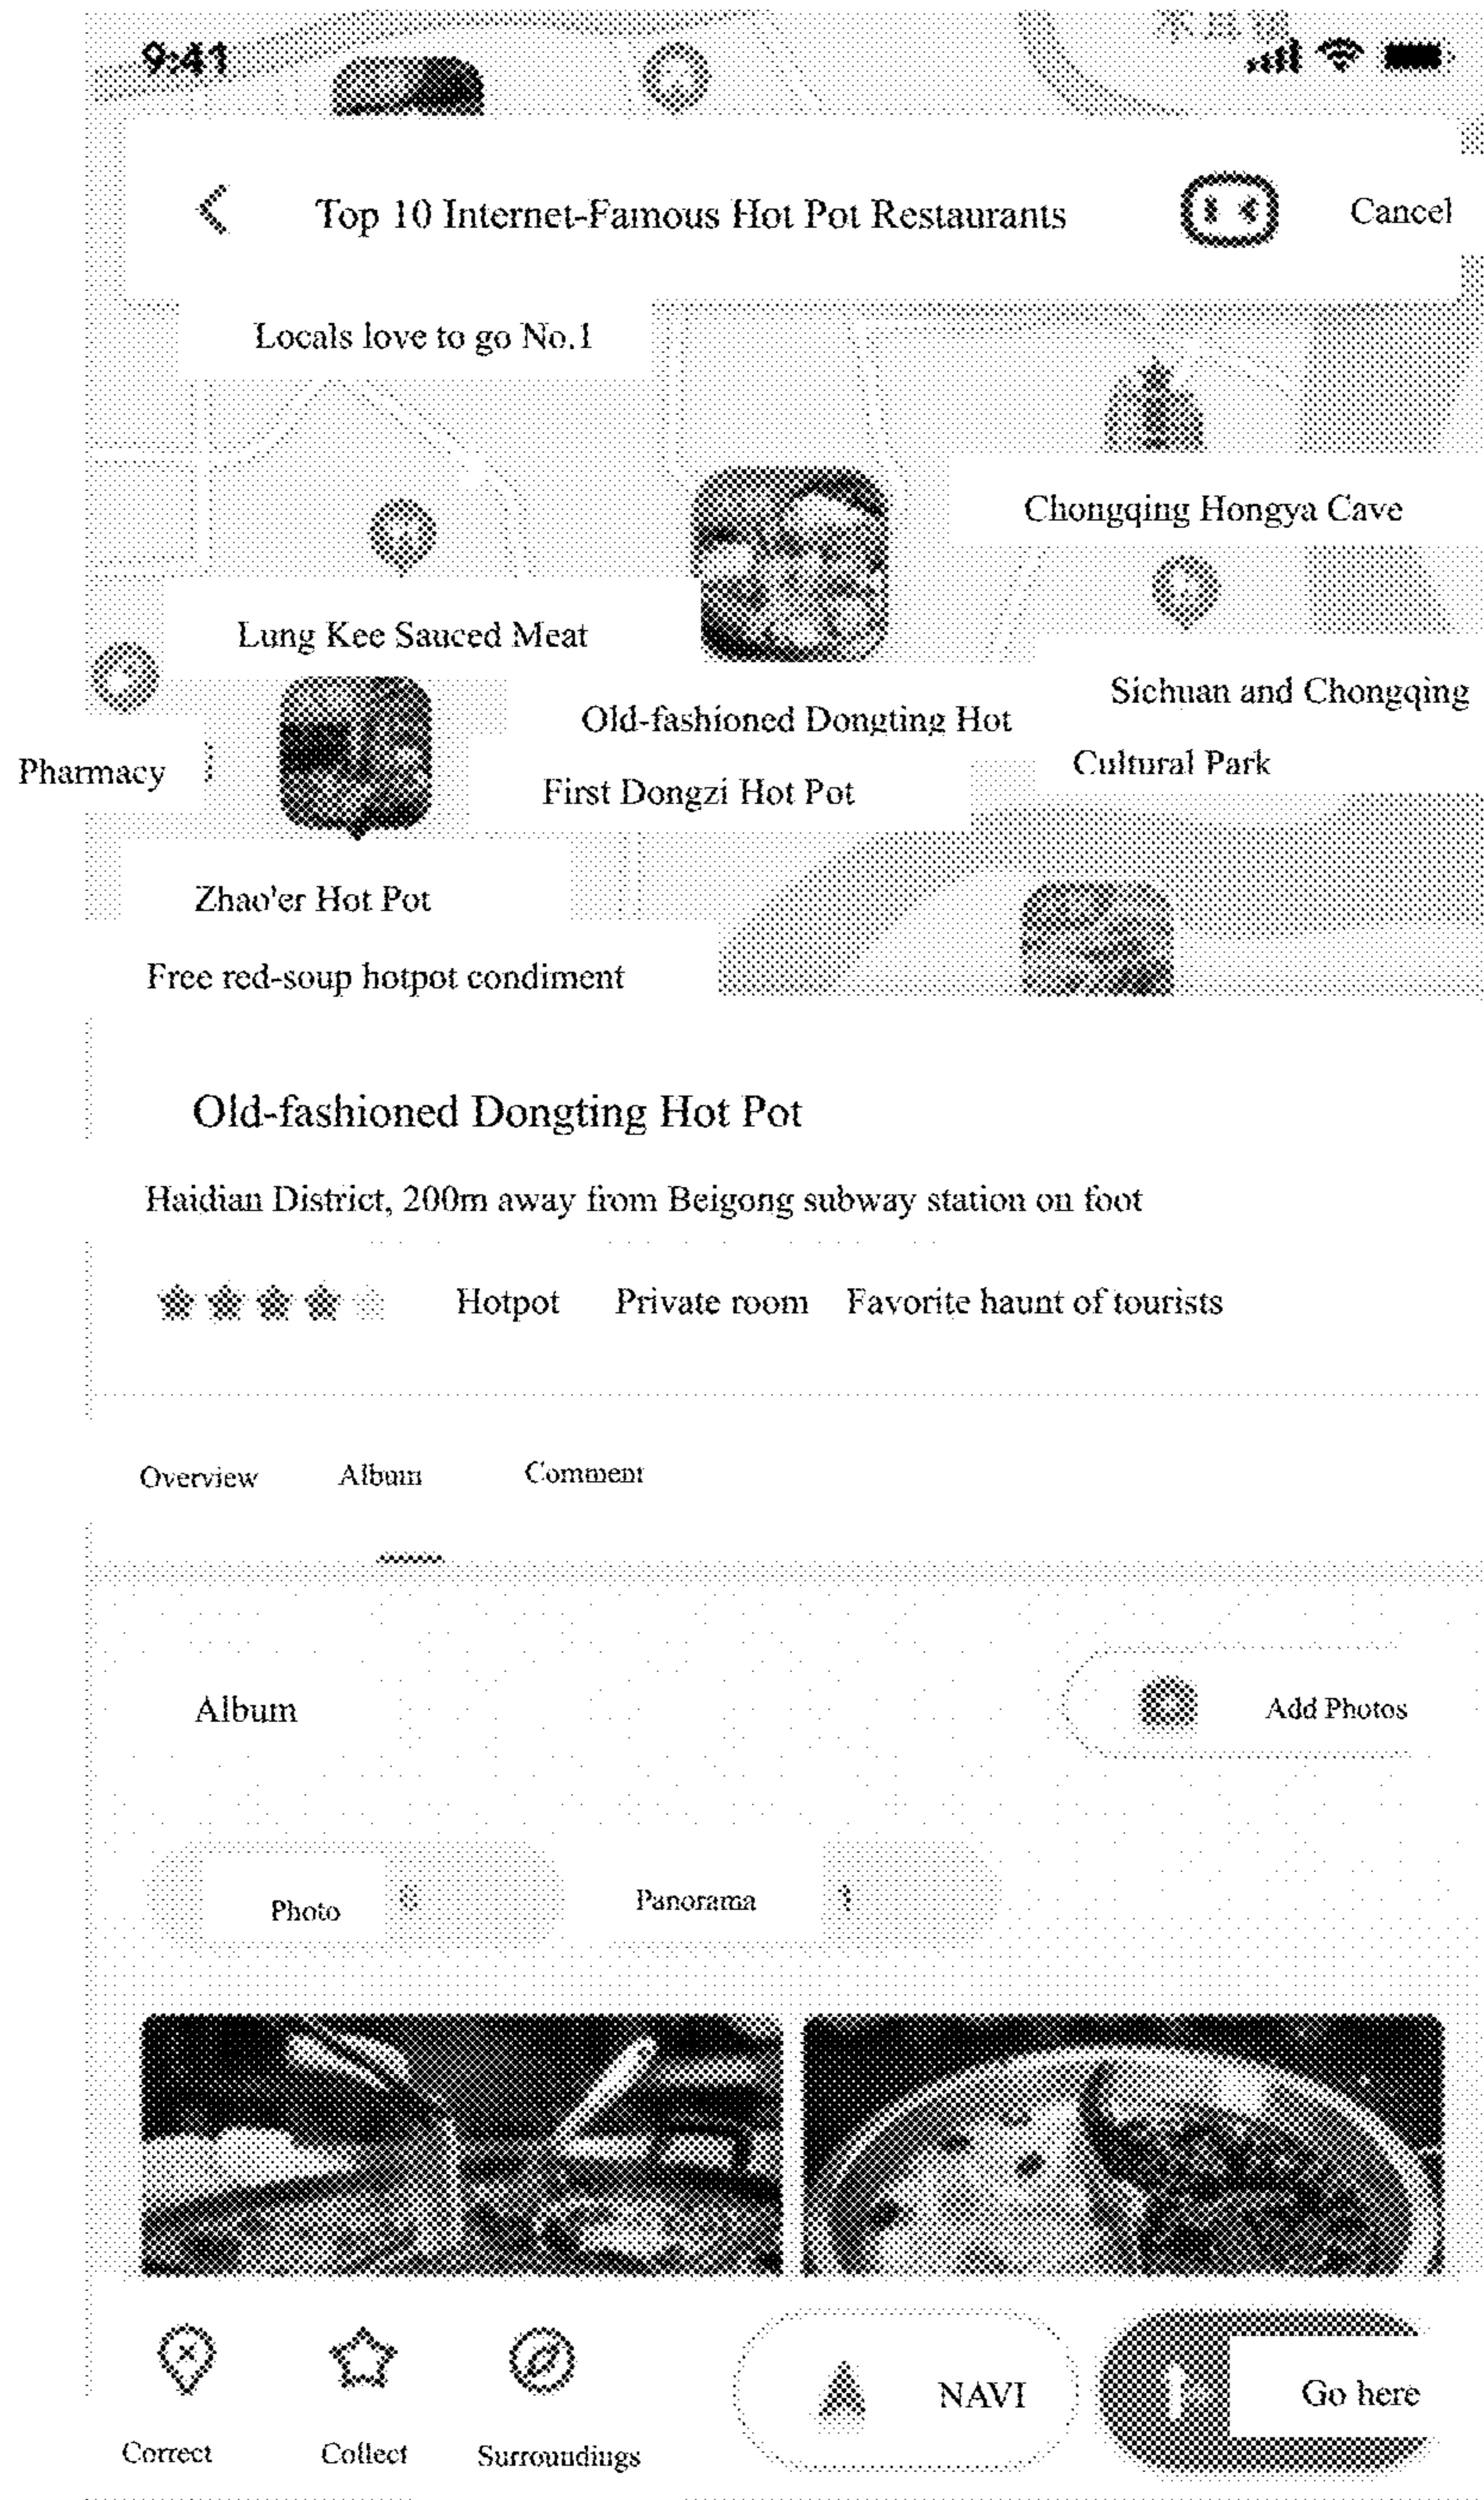 9:41
Top 10 Internet-Famous Hot Pot Restaurants
Cancel
Locals love to go No.1
Chongqing Hongya Cave
Lung Kee Sauced Meat
Sichuan and Chongqing
Cultural Park
Old-fashioned Dongting Hot
First Dongzi Hot Pot
Pharmacy
Zhao'er Hot Pot
Free red-soup hotpot condiment
Old-fashioned Dongting Hot Pot
Haidian District, 200m away from Beigong subway station on foot
Hotpot Private room Favorite haunt of tourists
Overview Album Comment
Album
Add Photos
Photo
Panorama
Correct Collect Surroundings
NAVI
Go here